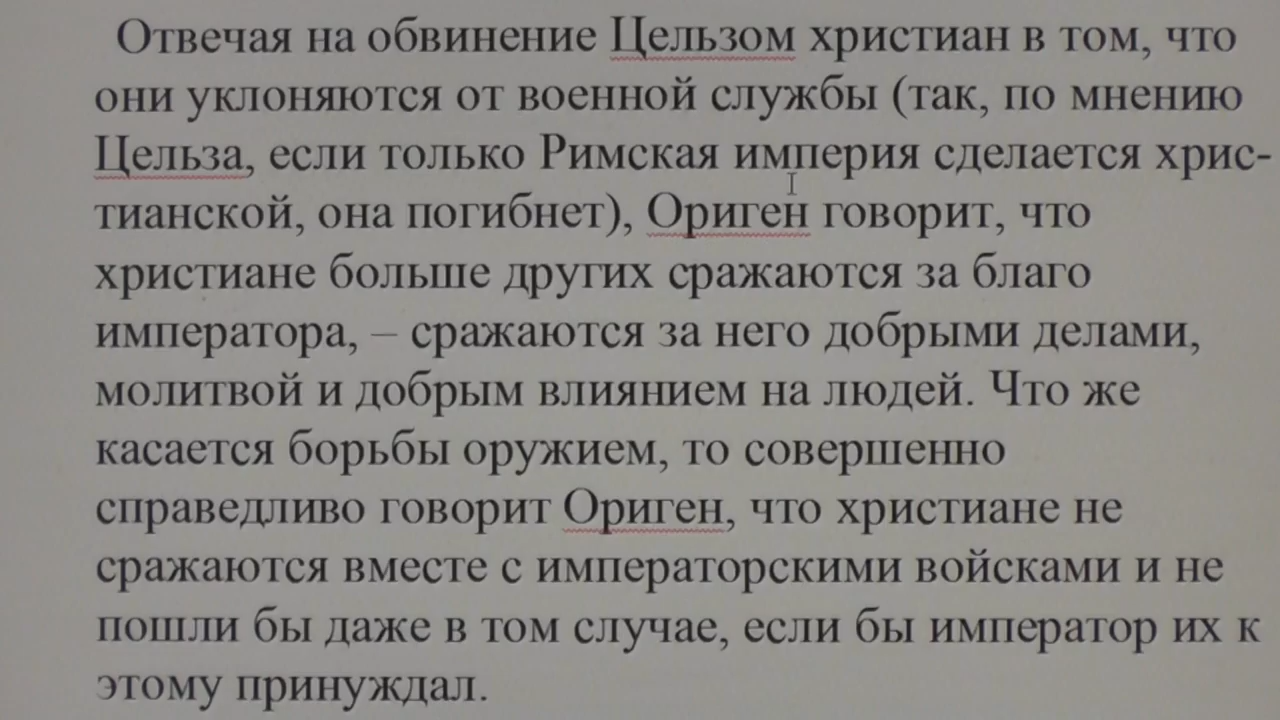 Отвечая на обвинение Цельзом христиан в том, что
они уклоняются от военной службы (так, по мнению
Цельза, если только Римская империя сделается хрис-
тианской, она погибнет), Ориген говорит, что
христиане больше других сражаются за благо
императора, – сражаются за него добрыми делами,
молитвой и добрым влиянием на людей. Что же
касается борьбы оружием, то совершенно
справедливо говорит Ориген, что христиане не
сражаются вместе с императорскими войсками и не
пошли бы даже в том случае, если бы император их к
этому принуждал.